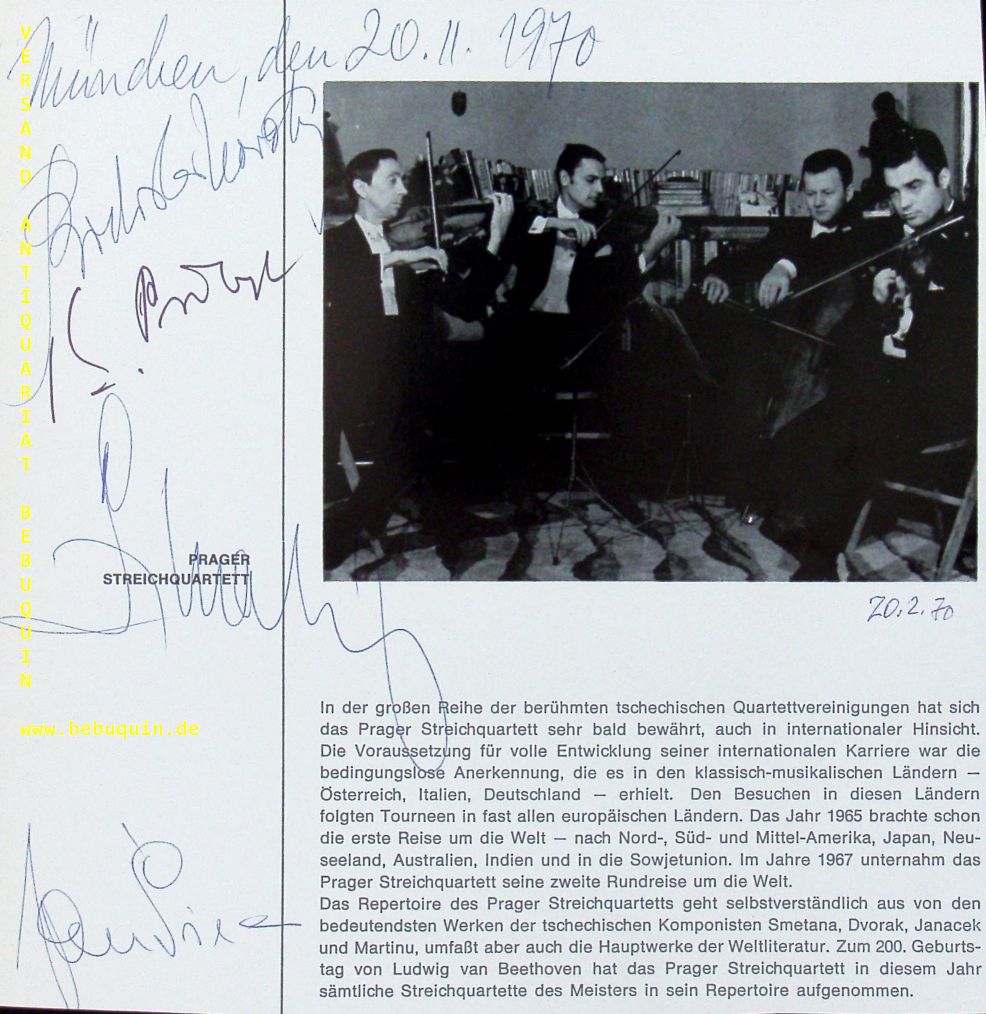 München, den 20. II. 1970
VERSAND ANTIQUARIAT BEBUQUIN
K. Přibyl
PRAGER
STREICHQUARTETT
20.2.70
www.bebuquin.de
In der großen Reihe der berühmten tschechischen Quartettvereinigungen hat sich
das Prager Streichquartett sehr bald bewährt, auch in internationaler Hinsicht.
Die Voraussetzung für volle Entwicklung seiner internationalen Karriere war die
bedingungslose Anerkennung, die es in den klassisch-musikalischen Ländern —
Österreich, Italien, Deutschland — erhielt. Den Besuchen in diesen Ländern
folgten Tourneen in fast allen europäischen Ländern. Das Jahr 1965 brachte schon
die erste Reise um die Welt — nach Nord-, Süd- und Mittel-Amerika, Japan, Neu-
seeland, Australien, Indien und in die Sowjetunion. Im Jahre 1967 unternahm das
Prager Streichquartett seine zweite Rundreise um die Welt.
Das Repertoire des Prager Streichquartetts geht selbstverständlich aus von den
bedeutendsten Werken der tschechischen Komponisten Smetana, Dvorak, Janacek
und Martinu, umfaßt aber auch die Hauptwerke der Weltliteratur. Zum 200. Geburts-
tag von Ludwig van Beethoven hat das Prager Streichquartett in diesem Jahr
sämtliche Streichquartette des Meisters in sein Repertoire aufgenommen.